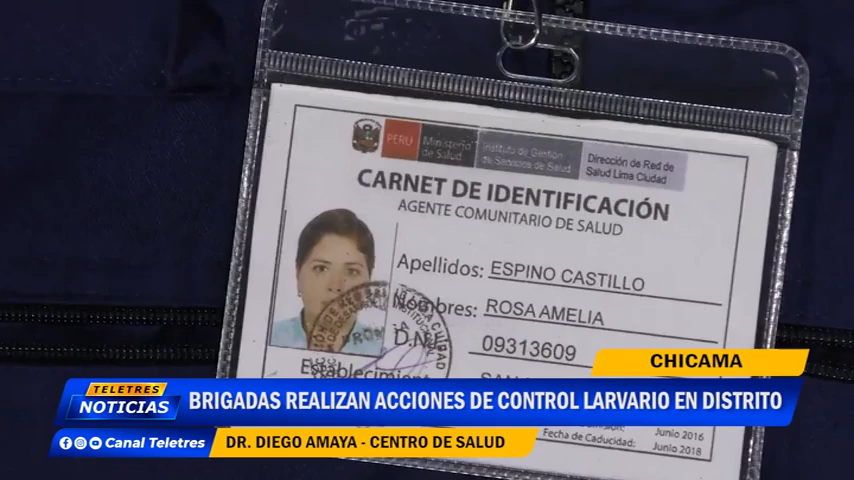 PERÚ
Ministerio
de Salud
Instituto de Gestión
de Servicios de Salud
Dirección de Red de
Salud Lima Ciudad
CARNET DE IDENTIFICACIÓN
AGENTE COMUNITARIO DE SALUD
Apellidos: ESPINO CASTILLO
Nombres: ROSA AMELIA
D.N.I. 09313609
CHICAMA
TELETRES
NOTICIAS
BRIGADAS REALIZAN ACCIONES DE CONTROL LARVARIO EN DISTRITO
Canal Teletres
DR. DIEGO AMAYA - CENTRO DE SALUD
Junio 2016
Fecha de Caducidad: Junio 2018